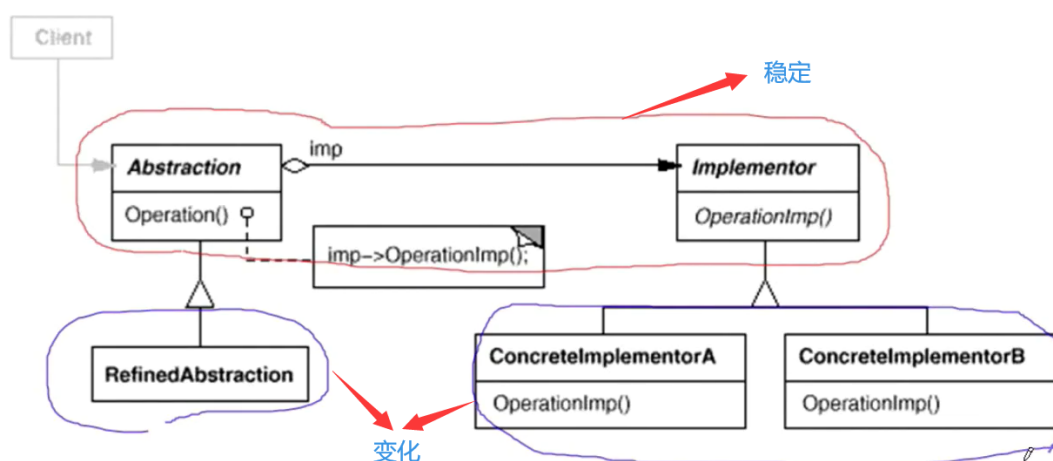 Client
稳定
imp
Abstraction
Implementor
Operation()
OperationImp()
imp->OperationImp();
ConcreteImplementorA
ConcreteImplementorB
RefinedAbstraction
OperationImp()
OperationImp()
变化